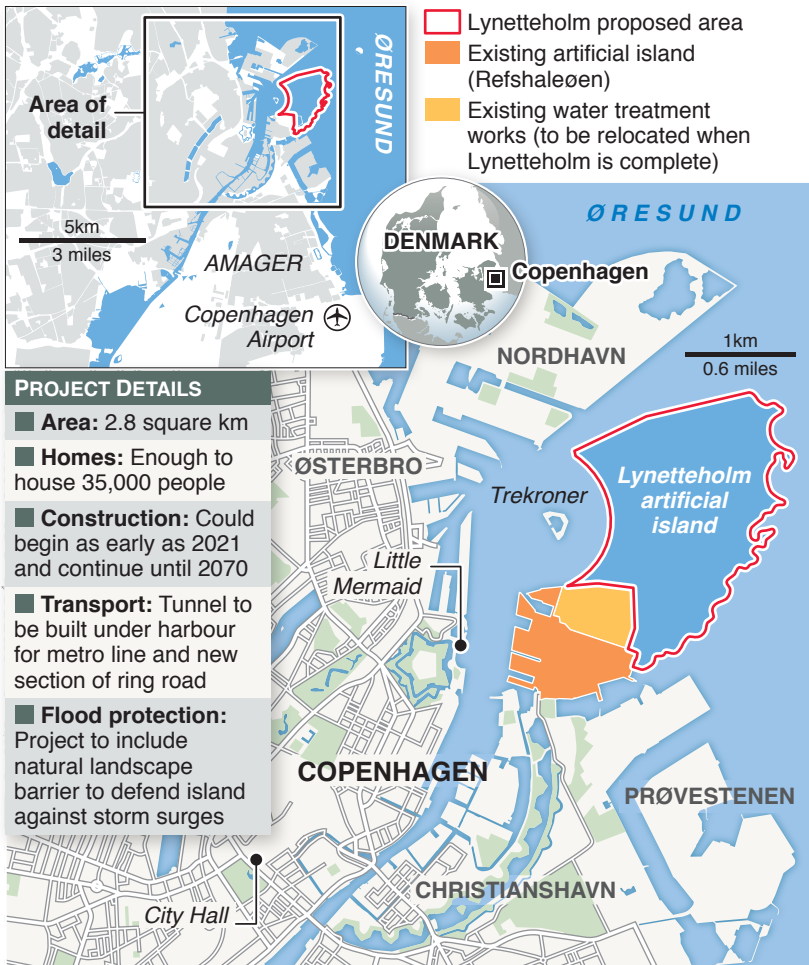 Area of
detail
ØRESUND
5km
3 miles
AMAGER
Copenhagen
Airport
Lynetteholm proposed area
Existing artificial island
(Refshaleøen)
Existing water treatment
works (to be relocated when
Lynetteholm is complete)
DENMARK
Copenhagen
ØRESUND
NORDHAVN
1km
0.6 miles
PROJECT DETAILS
Area: 2.8 square km
Homes: Enough to
house 35,000 people
Construction: Could
begin as early as 2021
and continue until 2070
Transport: Tunnel to
be built under harbour
for metro line and new
section of ring road
Flood protection:
Project to include
natural landscape
barrier to defend island
against storm surges
ØSTERBRO
Trekroner
Lynetteholm
artificial
island
Little
Mermaid
COPENHAGEN
PRØVESTENEN
CHRISTIANSHAVN
City Hall